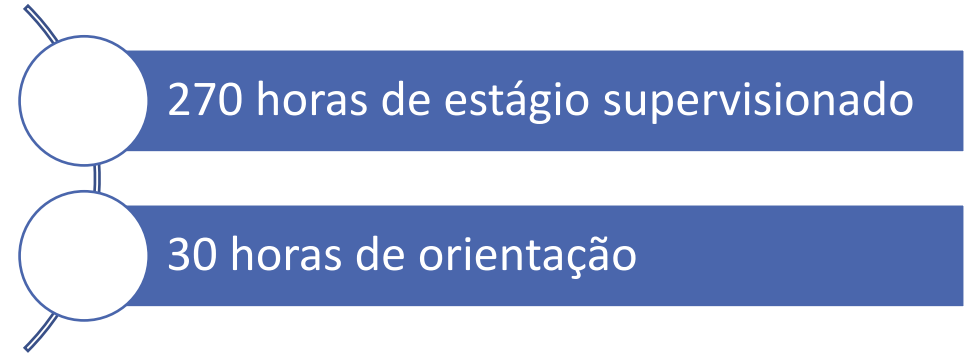 270 horas de estágio supervisionado
30 horas de orientação